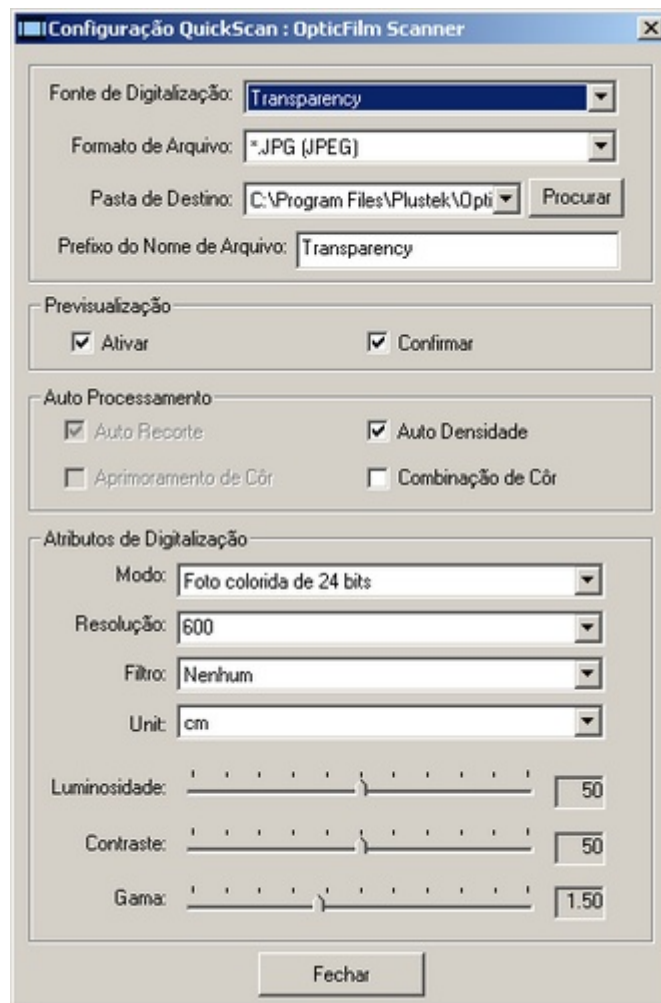 Configuração QuickScan : OpticFilm Scanner
Fonte de Digitalização: Transparency
Formato de Arquivo: *.JPG (JPEG)
Pasta de Destino: C:\Program Files\Plustek\Opti Procurar
Prefixo do Nome de Arquivo: Transparency
Previsualização
Ativar Confirmar
Auto Processamento
Auto Recorte Auto Densidade
Aprimoramento de Côr Combinação de Côr
Atributos de Digitalização
Modo: Foto colorida de 24 bits
Resolução: 600
Filtro: Nenhum
Unit: cm
Luminosidade: 50
Contraste: 50
Gama: 1.50
Fechar